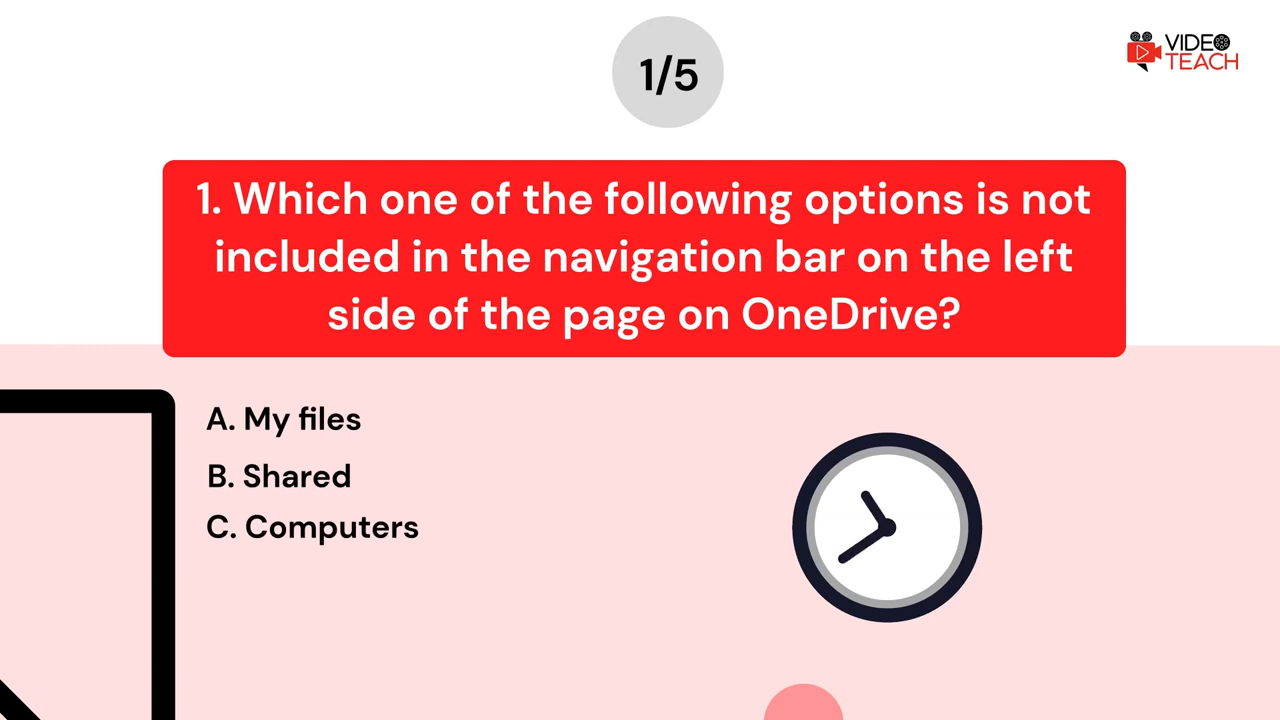 1/5
VIDEO
TEACH
1. Which one of the following options is not
included in the navigation bar on the left
side of the page on OneDrive?
A. My files
B. Shared
C. Computers